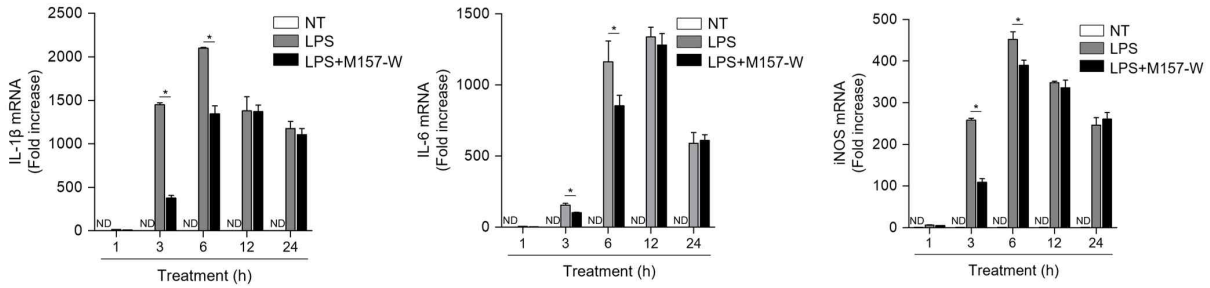 IL-1β mRNA
(Fold increase)
2500
2000
1500
1000
500
0
NT
LPS
LPS+M157-W
*
*
ND ND ND ND ND
1 3 6 12 24
Treatment (h)
IL-6 mRNA
(Fold increase)
1500
1000
500
0
NT
LPS
LPS+M157-W
*
*
ND ND ND ND ND
1 3 6 12 24
Treatment (h)
iNOS mRNA
(Fold increase)
500
400
300
200
100
0
NT
LPS
LPS+M157-W
*
*
ND ND ND ND ND
1 3 6 12 24
Treatment (h)